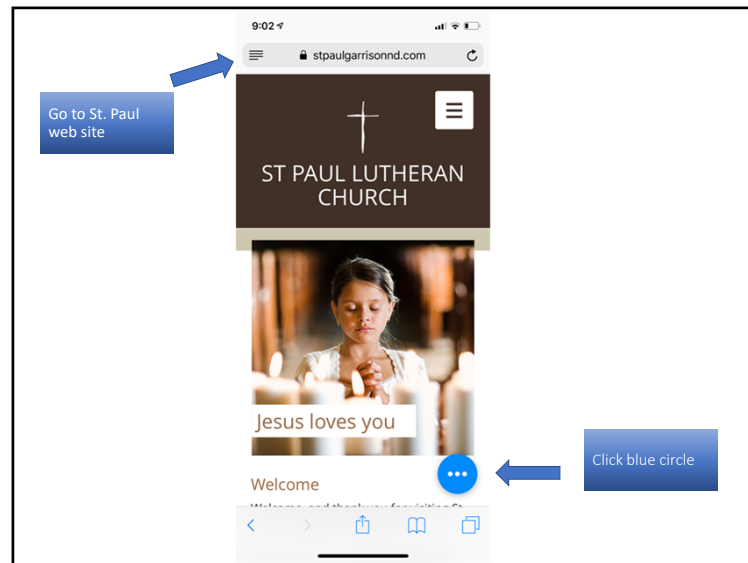 9:02
stpaulgarrisonnd.com
Go to St. Paul
web site
ST PAUL LUTHERAN
CHURCH
Jesus loves you
Click blue circle
Welcome